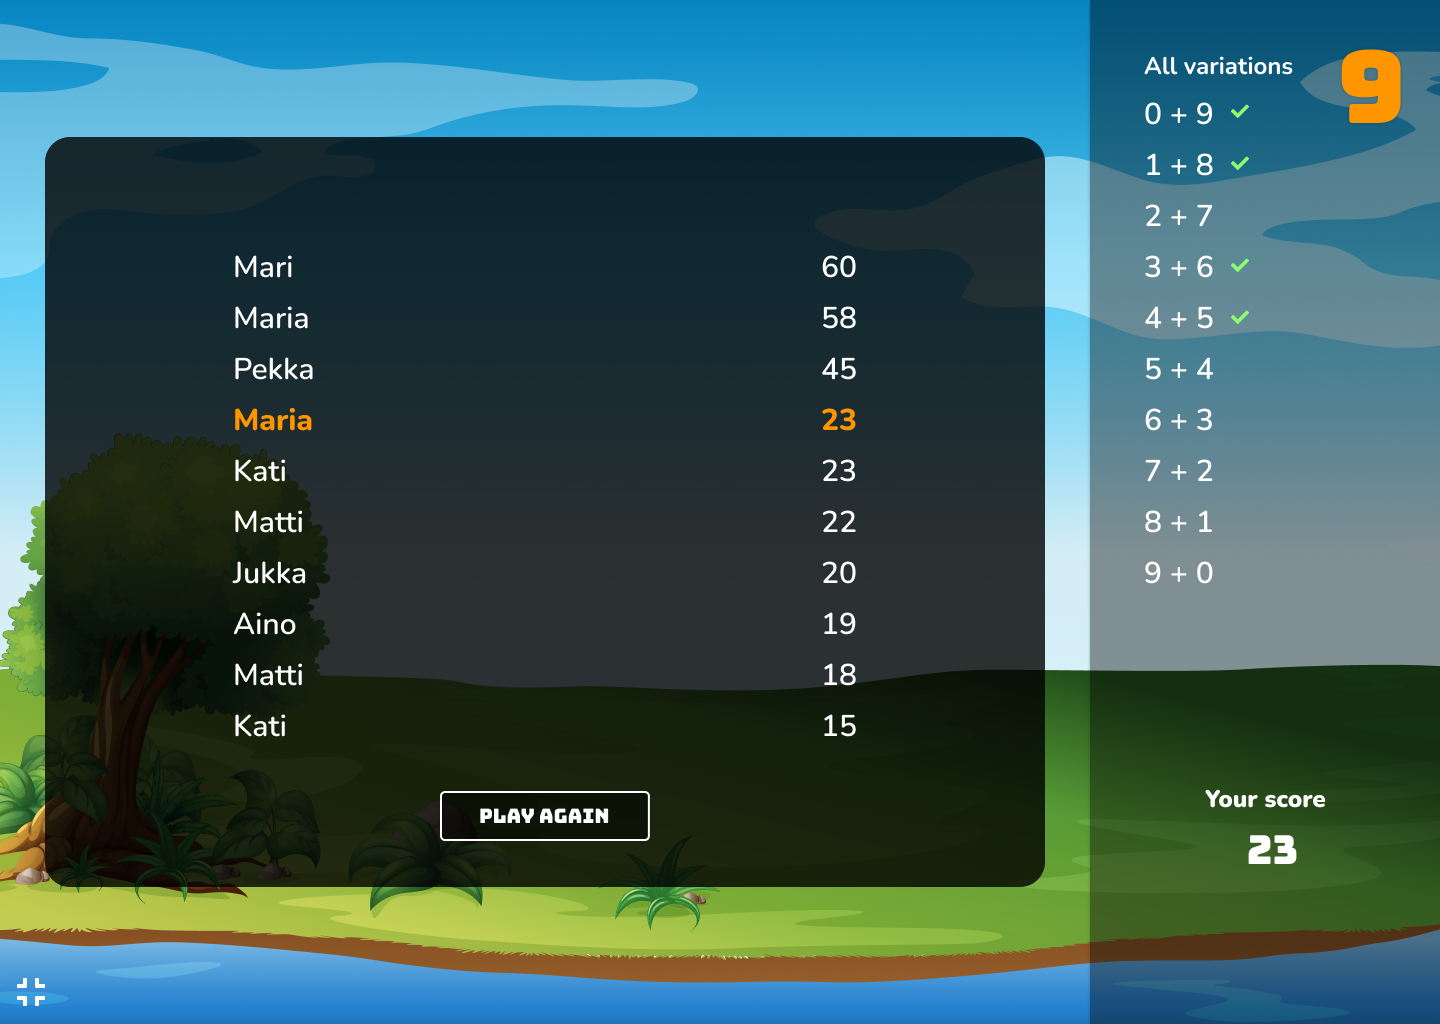 Mari 60
Maria 58
Pekka 45
Maria 23
Kati 23
Matti 22
Jukka 20
Aino 19
Matti 18
Kati 15
PLAY AGAIN
All variations
9
0 + 9
1 + 8
2 + 7
3 + 6
4 + 5
5 + 4
6 + 3
7 + 2
8 + 1
9 + 0
Your score
23